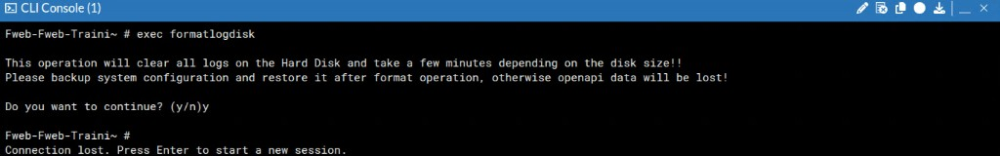 CLI Console (1)
Fweb-Fweb-Traini~ # exec formatlogdisk
This operation will clear all logs on the Hard Disk and take a few minutes depending on the disk size!!
Please backup system configuration and restore it after format operation, otherwise openapi data will be lost!
Do you want to continue? (y/n)y
Fweb-Fweb-Traini~ #
Connection lost. Press Enter to start a new session.